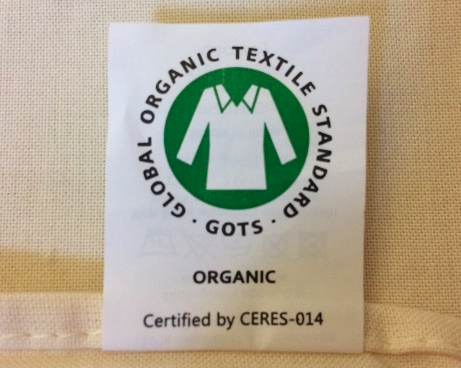 GLOBAL ORGANIC TEXTILE STANDARD
· GOTS ·
ORGANIC
Certified by CERES-014